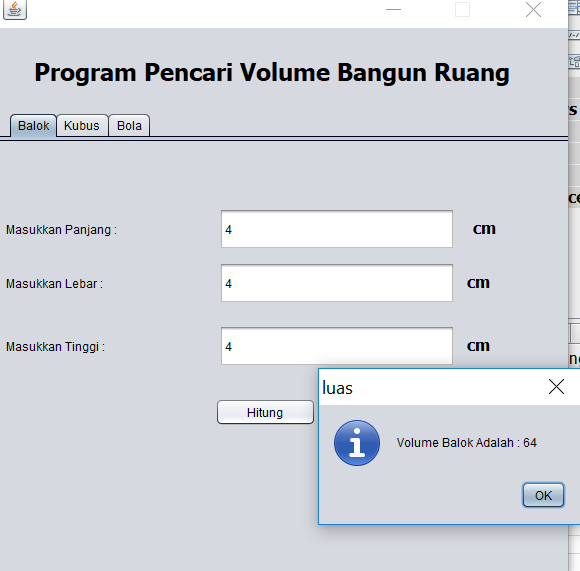 Program Pencari Volume Bangun Ruang
Balok Kubus Bola
Masukkan Panjang : 4 cm
Masukkan Lebar : 4 cm
Masukkan Tinggi : 4 cm
Hitung
luas
Volume Balok Adalah : 64
OK